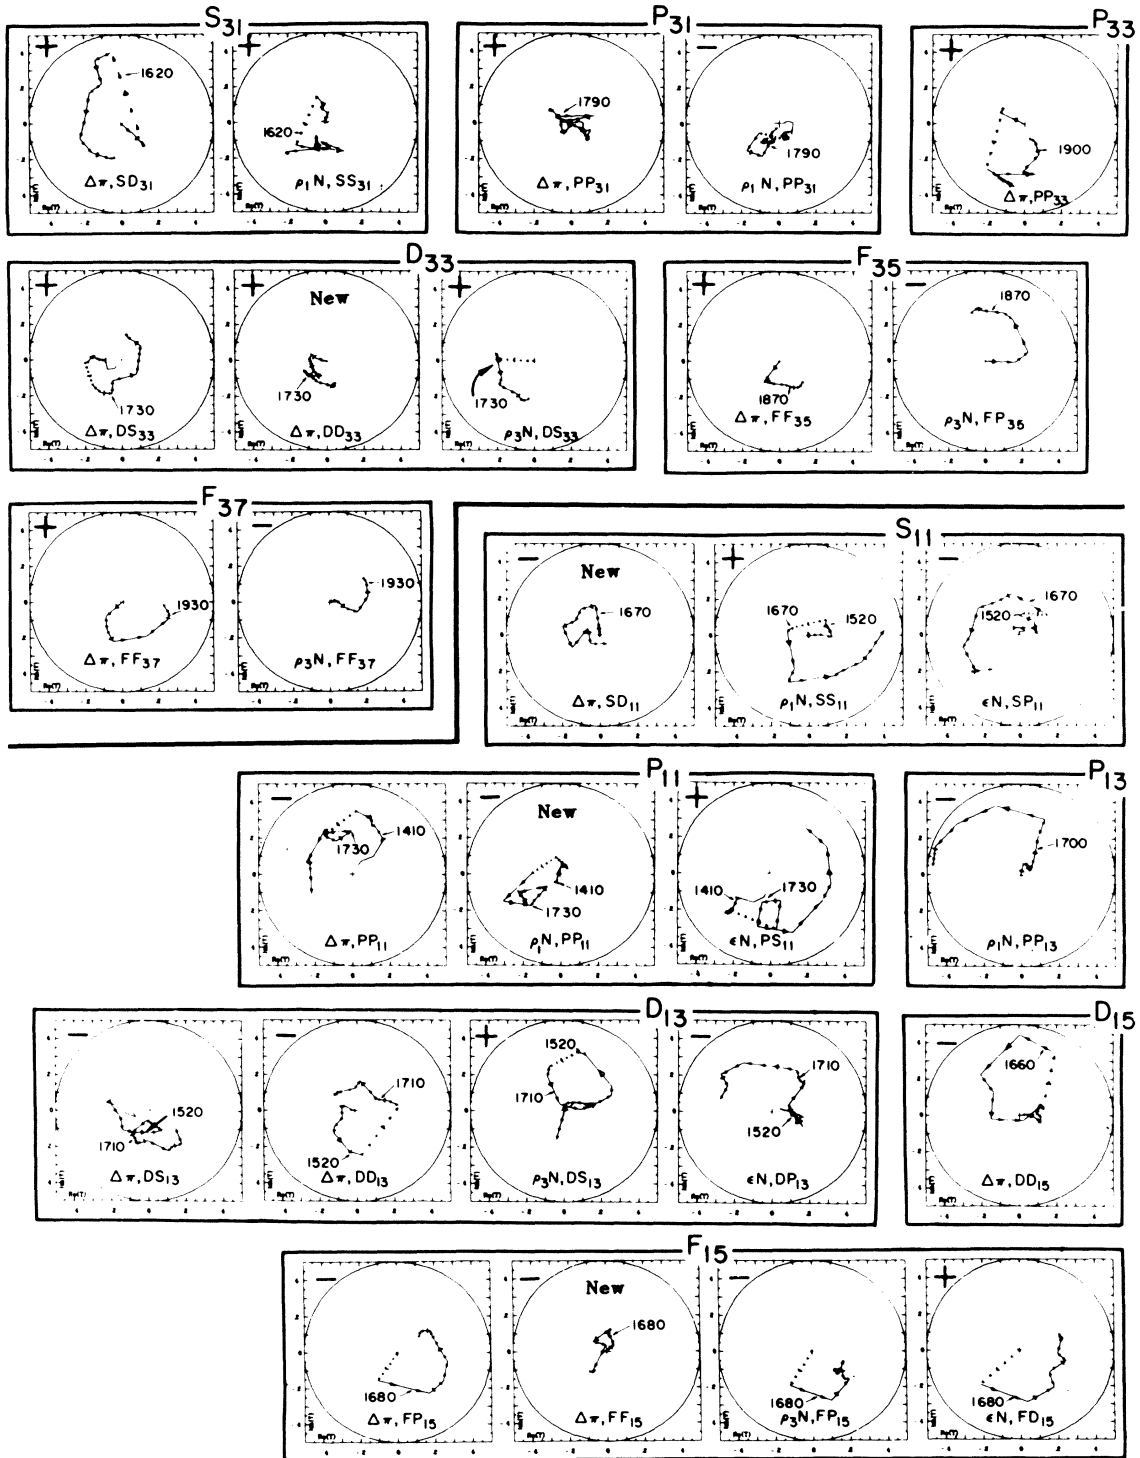 S31
P31
P33
+
+
+
−
+
1620
1620
1790
1790
1900
Δπ, SD31
ρ1N, SS31
Δπ, PP31
ρ1N, PP31
Δπ, PP33
D33
F35
+
+
+
+
−
New
1870
1730
1730
1730
1870
Δπ, DS33
Δπ, DD33
ρ3N, DS33
Δπ, FF35
ρ3N, FP35
F37
S11
+
−
−
+
−
New
1930
1930
1670
1670
1520
1670
1520
Δπ, FF37
ρ3N, FF37
Δπ, SD11
ρ1N, SS11
εN, SP11
P11
P13
−
−
+
−
New
1410
1730
1410
1730
1410
1730
1700
Δπ, PP11
ρ1N, PP11
εN, PS11
ρ1N, PP13
D13
D15
−
−
+
−
−
1520
1710
1710
1520
1520
1710
1710
1520
1660
Δπ, DS13
Δπ, DD13
ρ3N, DS13
εN, DP13
Δπ, DD15
F15
−
−
−
+
New
1680
1680
1680
1680
Δπ, FP15
Δπ, FF15
ρ3N, FP15
εN, FD15